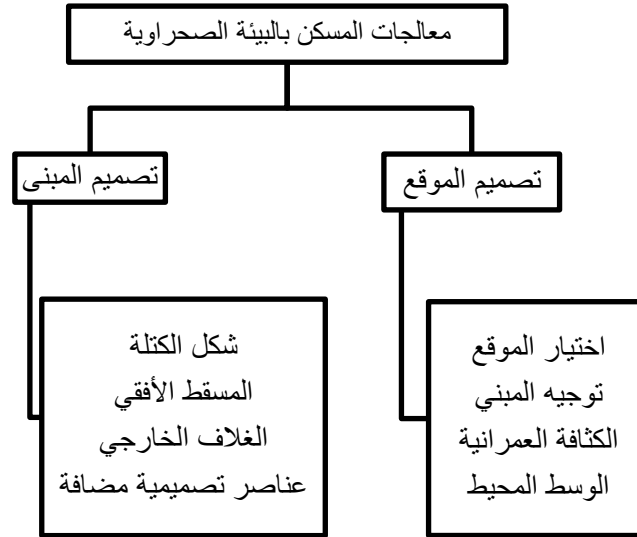 معالجات المسكن بالبيئة الصحراوية
تصميم الموقع
تصميم المبنى
اختيار الموقع
توجيه المبني
الكثافة العمرانية
الوسط المحيط
شكل الكتلة
المسقط الأفقي
الغلاف الخارجي
عناصر تصميمية مضافة